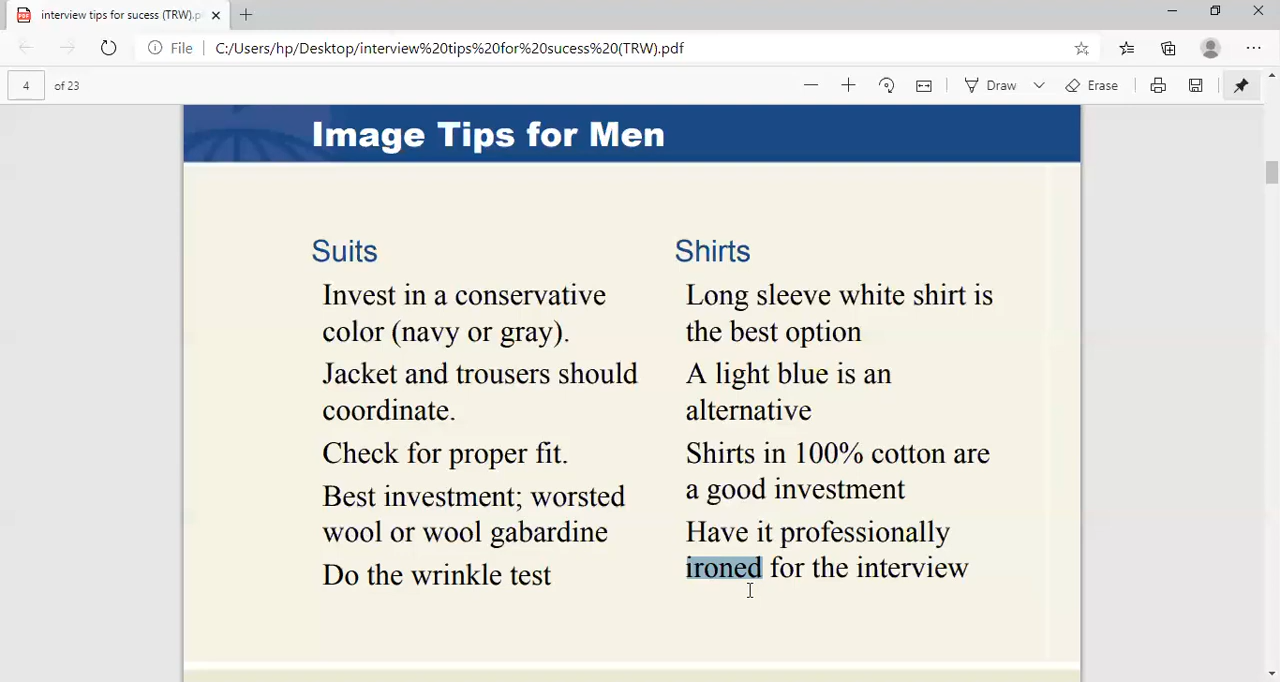 interview tips for sucess (TRW).p
File
C:/Users/hp/Desktop/interview%20tips%20for%20sucess%20(TRW).pdf
4 of 23
Draw
Erase
Image Tips for Men
Suits
Invest in a conservative
color (navy or gray).
Jacket and trousers should
coordinate.
Check for proper fit.
Best investment; worsted
wool or wool gabardine
Do the wrinkle test
Shirts
Long sleeve white shirt is
the best option
A light blue is an
alternative
Shirts in 100% cotton are
a good investment
Have it professionally
ironed for the interview